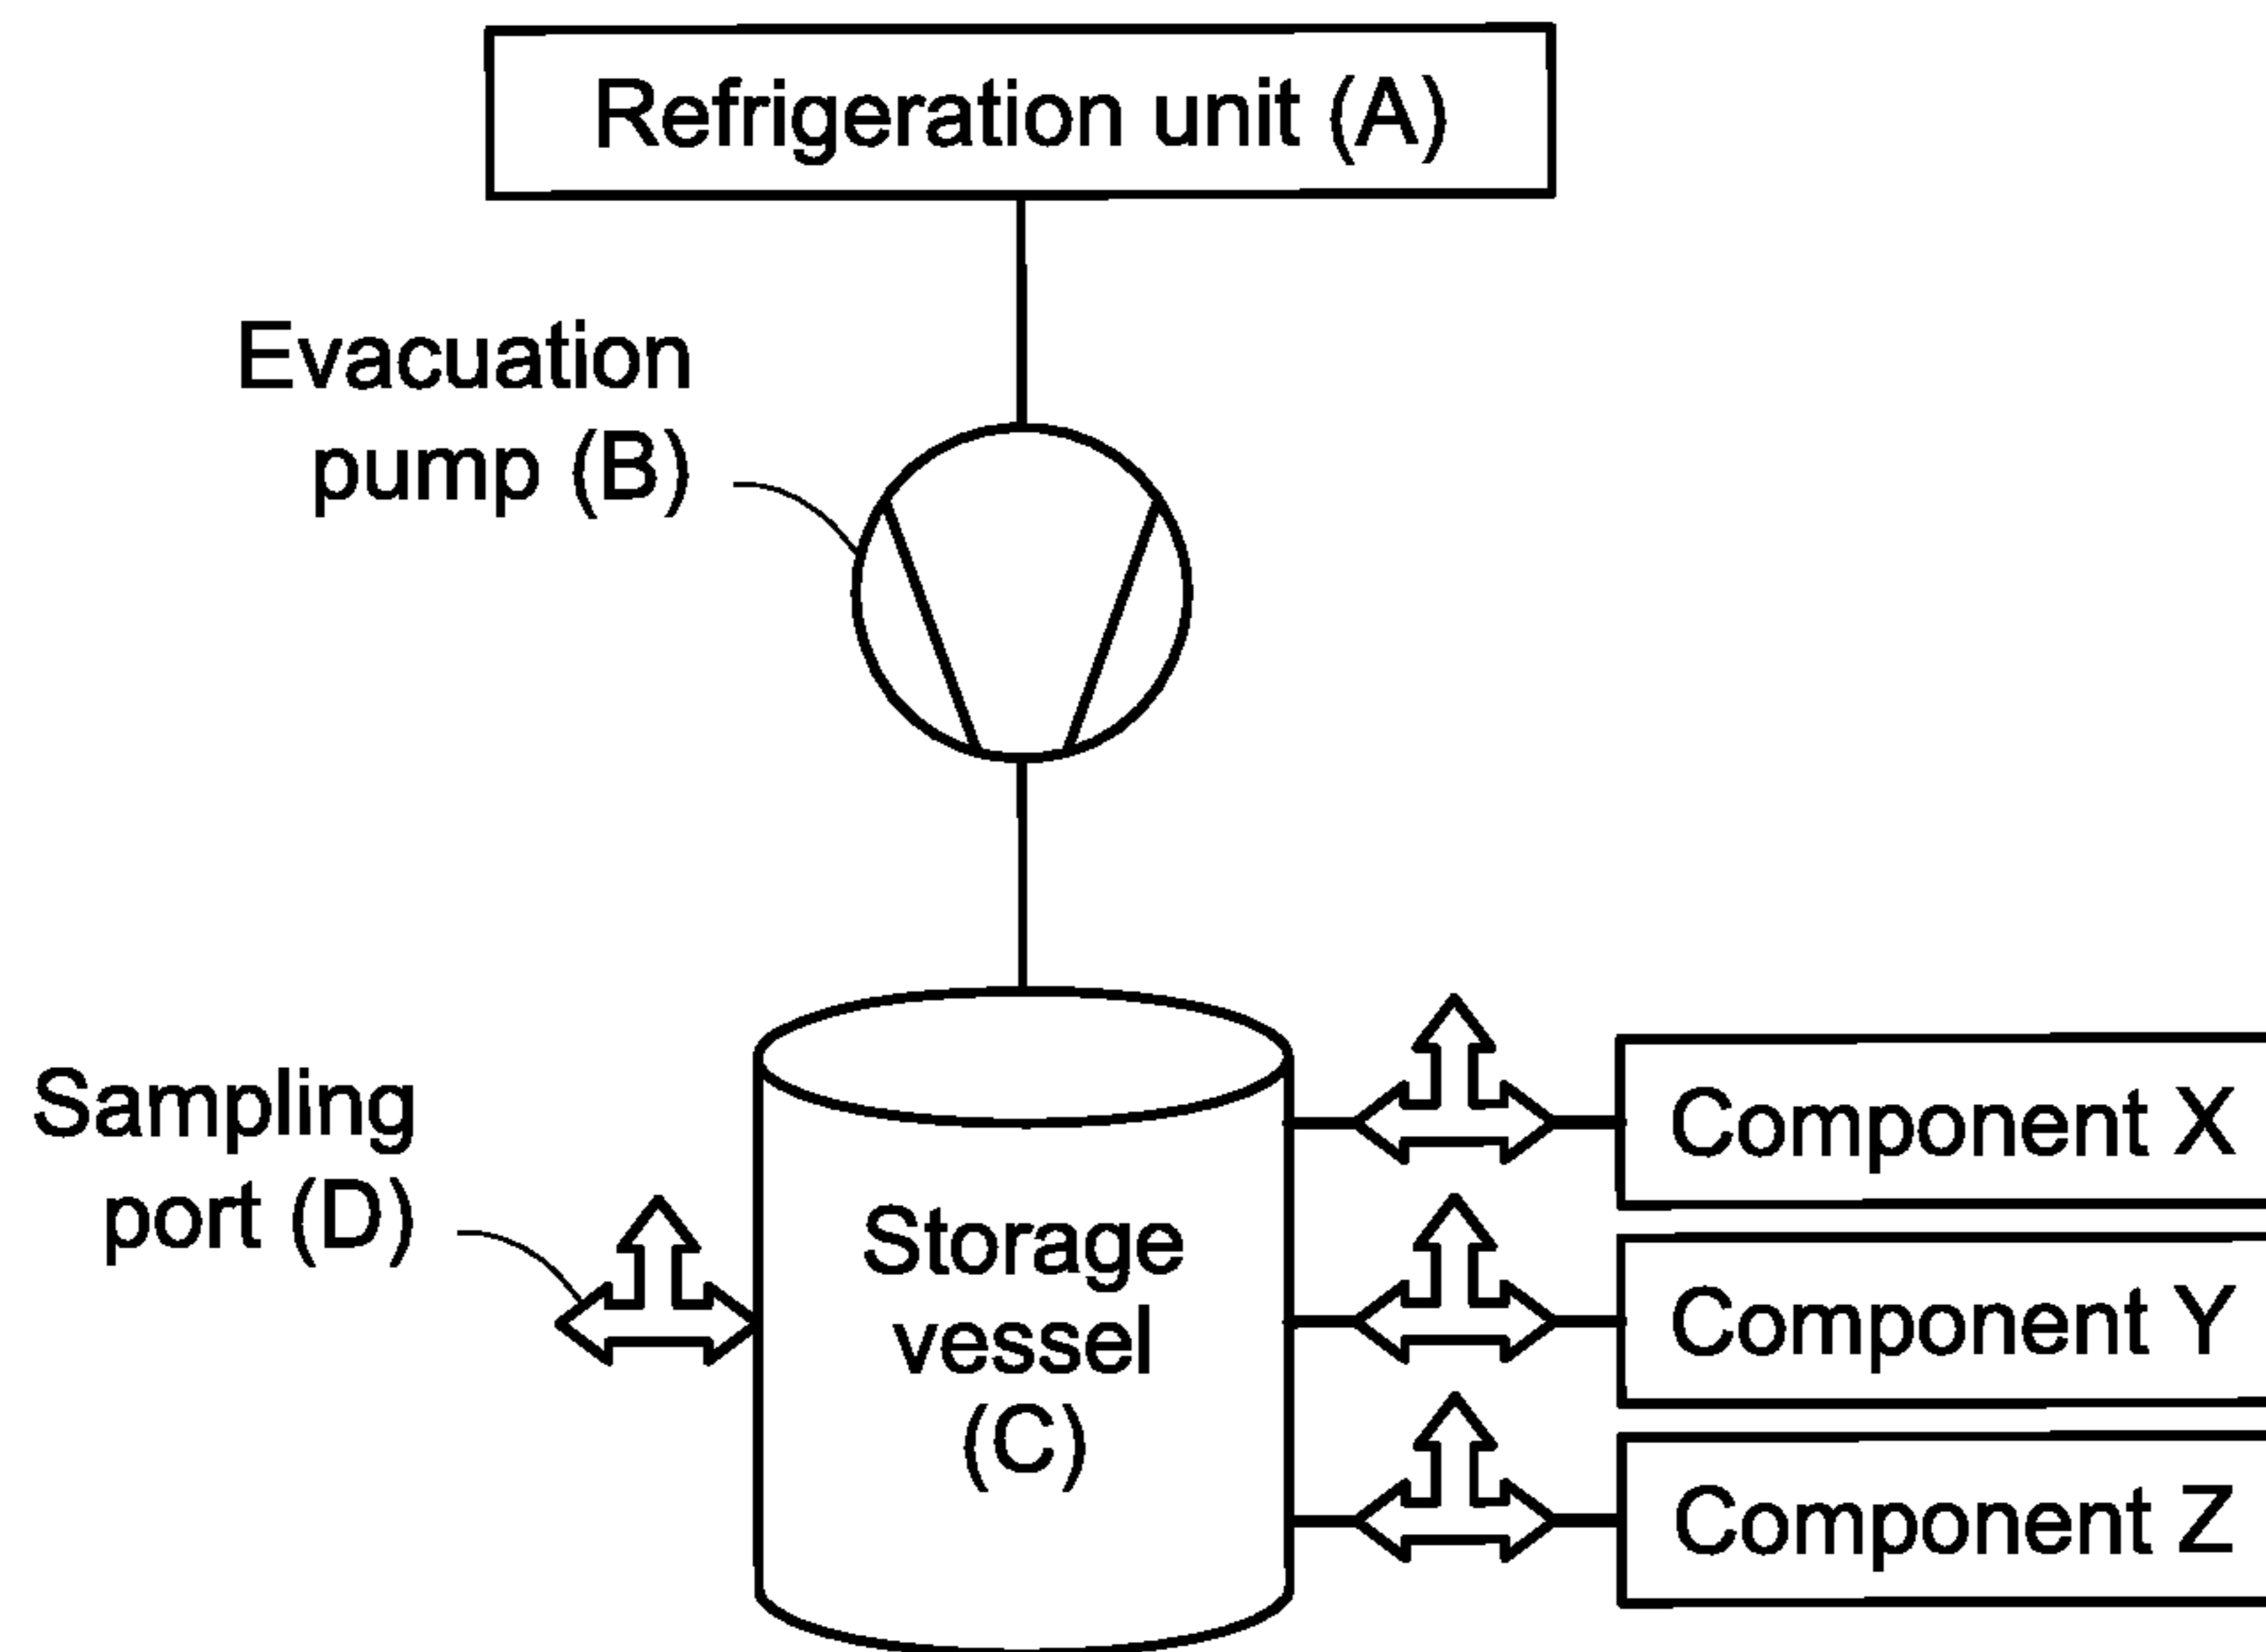 Refrigeration unit (A)
Evacuation
pump (B)
Sampling
port (D)
Storage
vessel
(C)
Component X
Component Y
Component Z